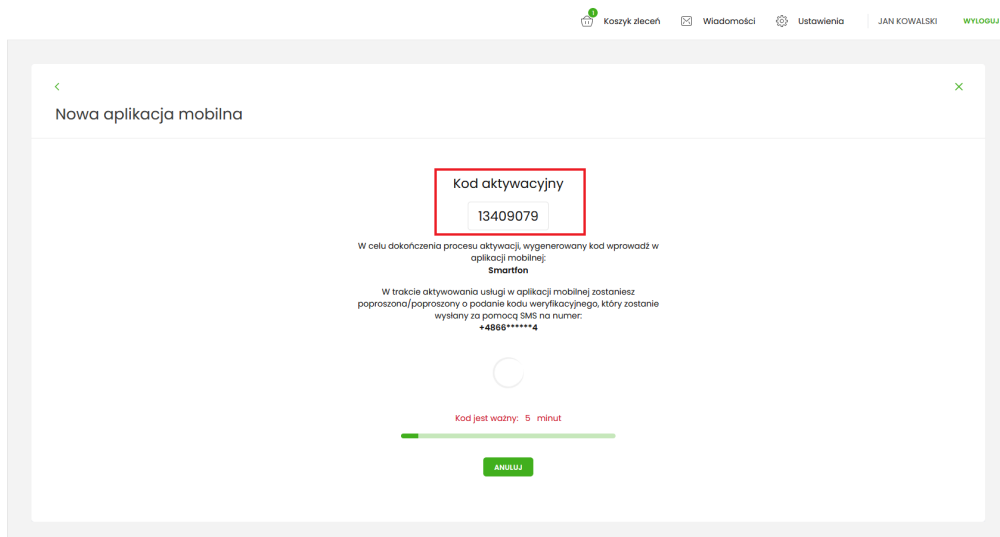 1
Koszyk zleceń
Wiadomości
Ustawienia
JAN KOWALSKI
WYLOGUJ
Nowa aplikacja mobilna
Kod aktywacyjny
13409079
W celu dokończenia procesu aktywacji, wygenerowany kod wprowadź w
aplikacji mobilnej:
Smartfon
W trakcie aktywowania usługi w aplikacji mobilnej zostaniesz
poproszona/poproszony o podanie kodu weryfikacyjnego, który zostanie
wysłany za pomocą SMS na numer:
+4866******4
Kod jest ważny: 5 minut
ANULUJ